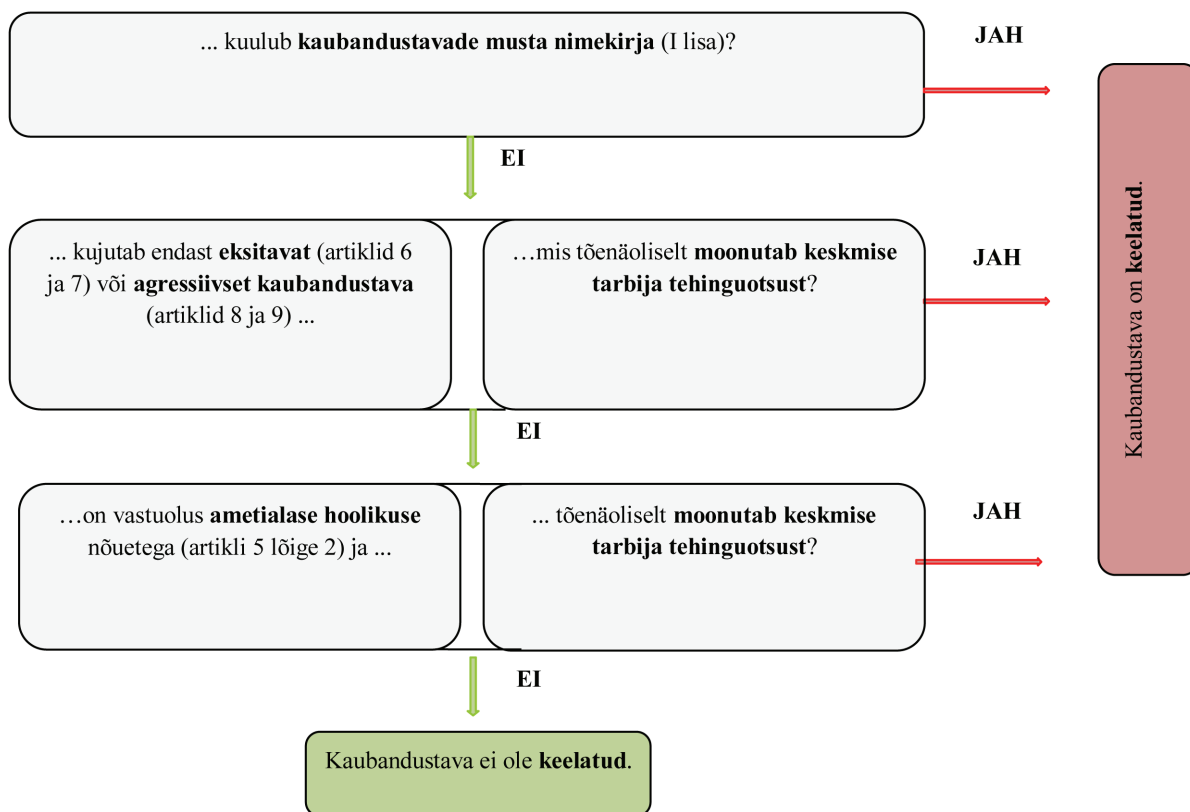 ... kuulub kaubandustavade musta nimekirja (I lisa)?
JAH
EI
... kujutab endast eksitavat (artiklid 6
ja 7) või agressiivset kaubandustava
(artiklid 8 ja 9) ...
…mis tõenäoliselt moonutab keskmise
tarbija tehinguotsust?
JAH
EI
…on vastuolus ametialase hoolikuse
nõuetega (artikli 5 lõige 2) ja ...
... tõenäoliselt moonutab keskmise
tarbija tehinguotsust?
JAH
EI
Kaubandustava ei ole keelatud.
Kaubandustava on keelatud.